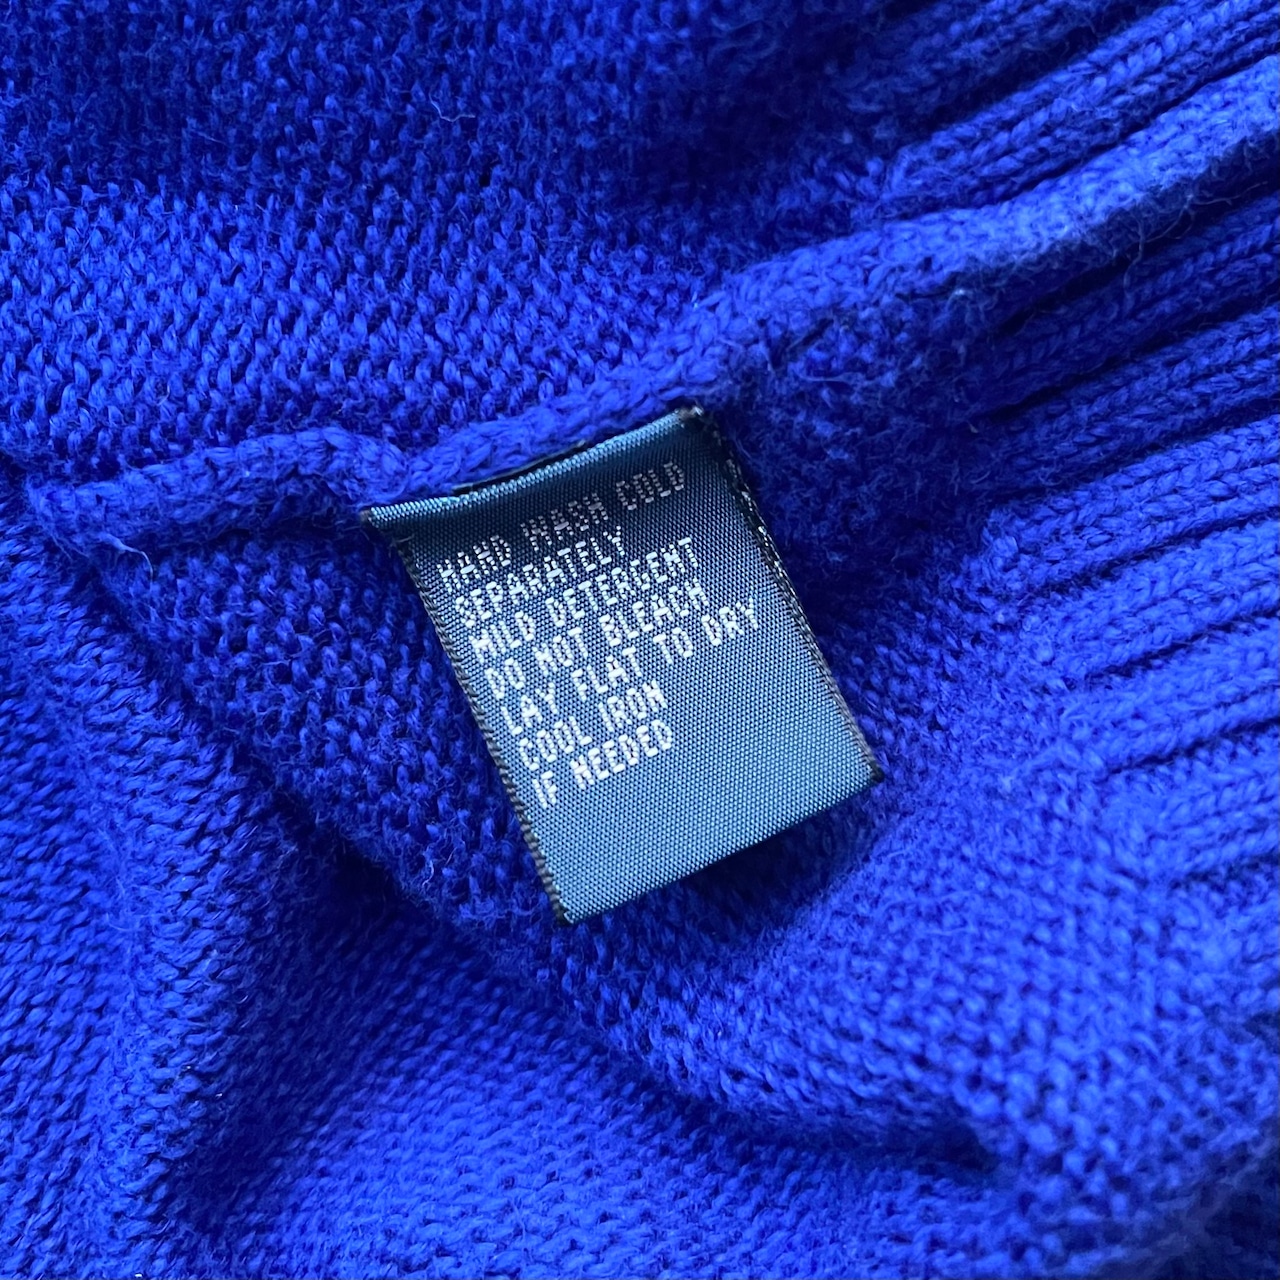 HAND WASH COLD
SEPARATELY
MILD DETERGENT
DO NOT BLEACH
LAY FLAT TO DRY
COOL IRON
IF NEEDED